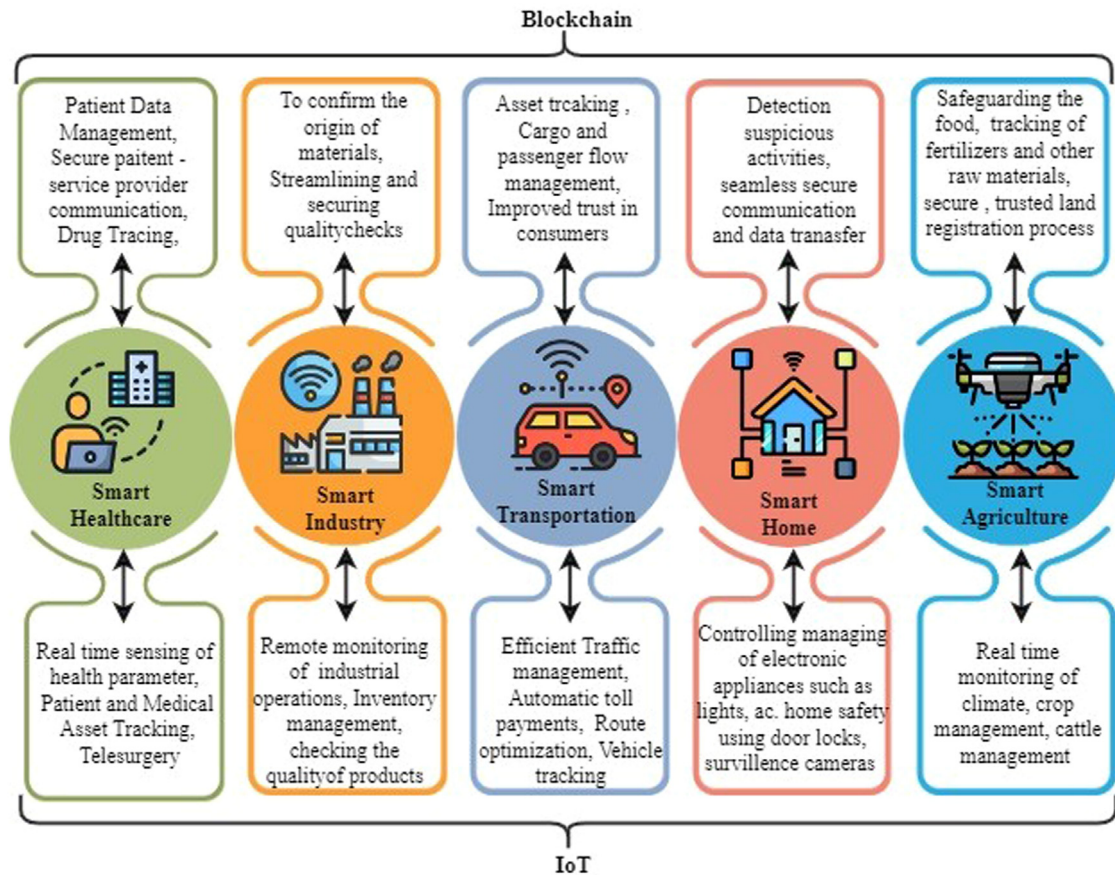 Blockchain
Patient Data
Management,
Secure paitent -
service provider
communication,
Drug Tracing,
To confirm the
origin of
materials,
Streamlining and
securing
qualitychecks
Asset trcaking ,
Cargo and
passenger flow
management,
Improved trust in
consumers
Detection
suspicious
activities,
seamless secure
communication
and data tranasfer
Safeguarding the
food, tracking of
fertilizers and other
raw materials,
secure , trusted land
registration process
Smart
Healthcare
Smart
Industry
Smart
Transportation
Smart
Home
Smart
Agriculture
Real time sensing of
health parameter,
Patient and Medical
Asset Tracking,
Telesurgery
Remote monitoring
of industrial
operations, Inventory
management,
checking the
qualityof products
Efficient Traffic
management,
Automatic toll
payments, Route
optimization, Vehicle
tracking
Controlling managing
of electronic
appliances such as
lights, ac. home safety
using door locks,
survillence cameras
Real time
monitoring of
climate, crop
management, cattle
management
IoT